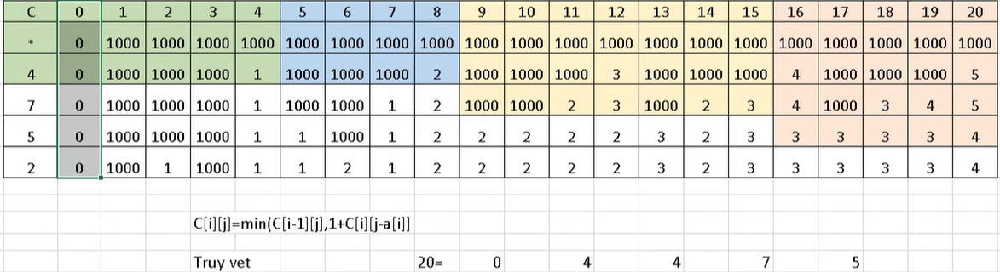 C 0 1 2 3 4 5 6 7 8 9 10 11 12 13 14 15 16 17 18 19 20
* 0 1000 1000 1000 1000 1000 1000 1000 1000 1000 1000 1000 1000 1000 1000 1000 1000 1000 1000 1000 1000
4 0 1000 1000 1000 1 1000 1000 1000 2 1000 1000 1000 3 1000 1000 1000 4 1000 1000 1000 5
7 0 1000 1000 1000 1 1000 1000 1 2 1000 1000 2 3 1000 2 3 4 1000 3 4 5
5 0 1000 1000 1000 1 1 1000 1 2 2 2 2 2 3 2 3 3 3 3 3 4
2 0 1000 1 1000 1 1 2 1 2 2 2 2 2 3 2 3 3 3 3 3 4
C[i][j]=min(C[i-1][j],1+C[i][j-a[i]]
Truy vet 20= 0 4 4 7 5